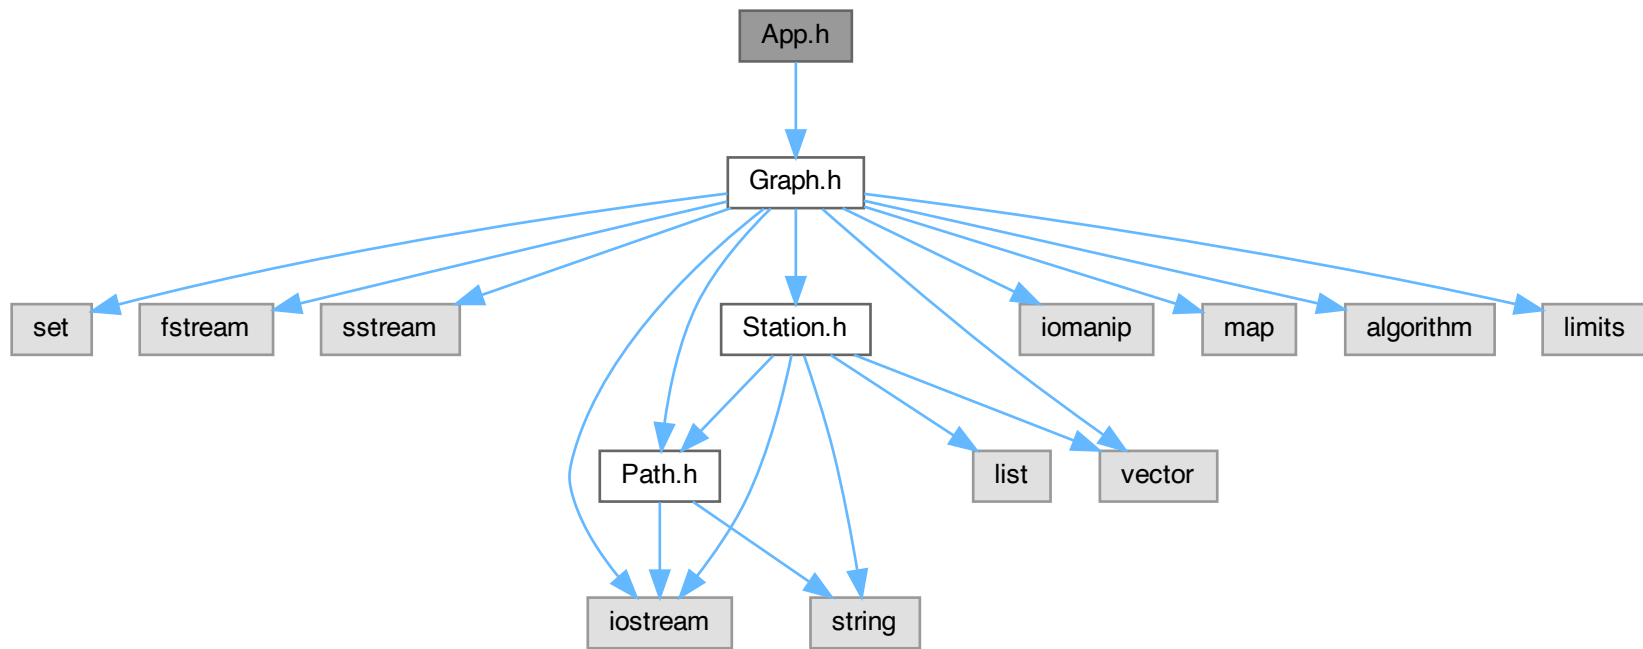 App.h
Graph.h
set
fstream
sstream
Station.h
iomanip
map
algorithm
limits
Path.h
list
vector
iostream
string